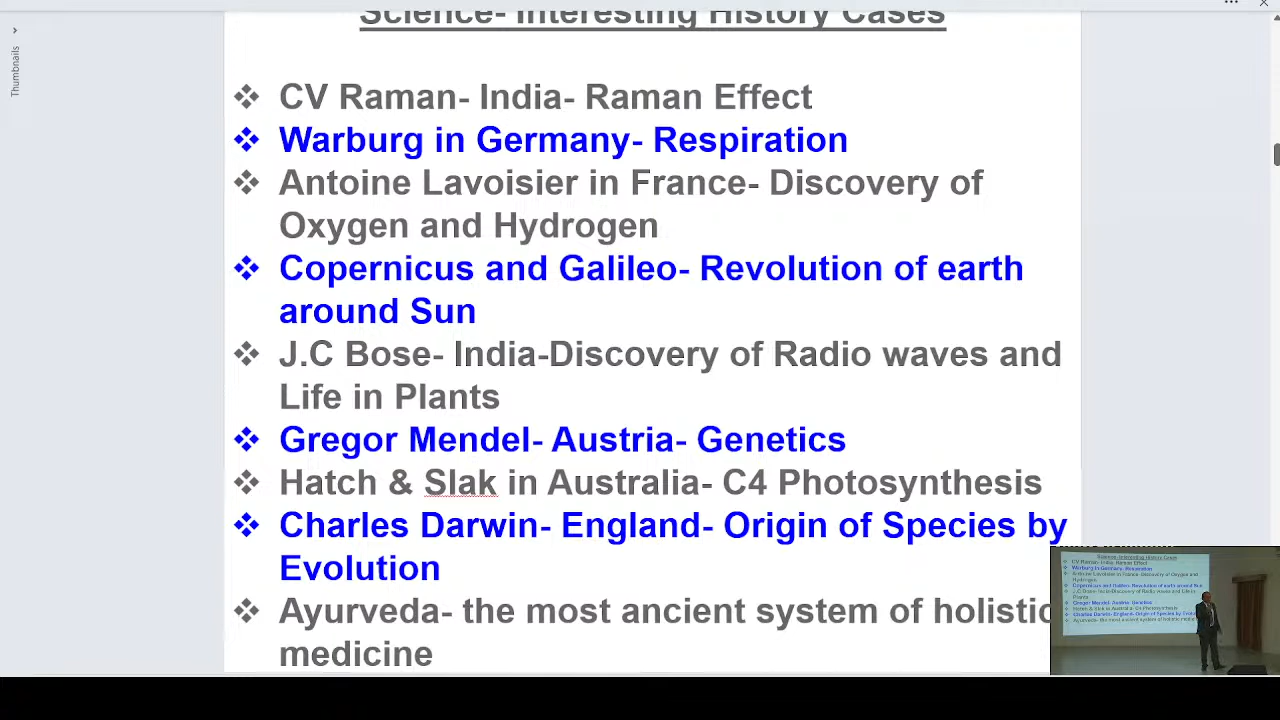 Science- Interesting History Cases
Thumbnails
❖ CV Raman- India- Raman Effect
❖ Warburg in Germany- Respiration
❖ Antoine Lavoisier in France- Discovery of
Oxygen and Hydrogen
❖ Copernicus and Galileo- Revolution of earth
around Sun
❖ J.C Bose- India-Discovery of Radio waves and
Life in Plants
❖ Gregor Mendel- Austria- Genetics
❖ Hatch & Slak in Australia- C4 Photosynthesis
❖ Charles Darwin- England- Origin of Species by
Evolution
❖ Ayurveda- the most ancient system of holistic
medicine